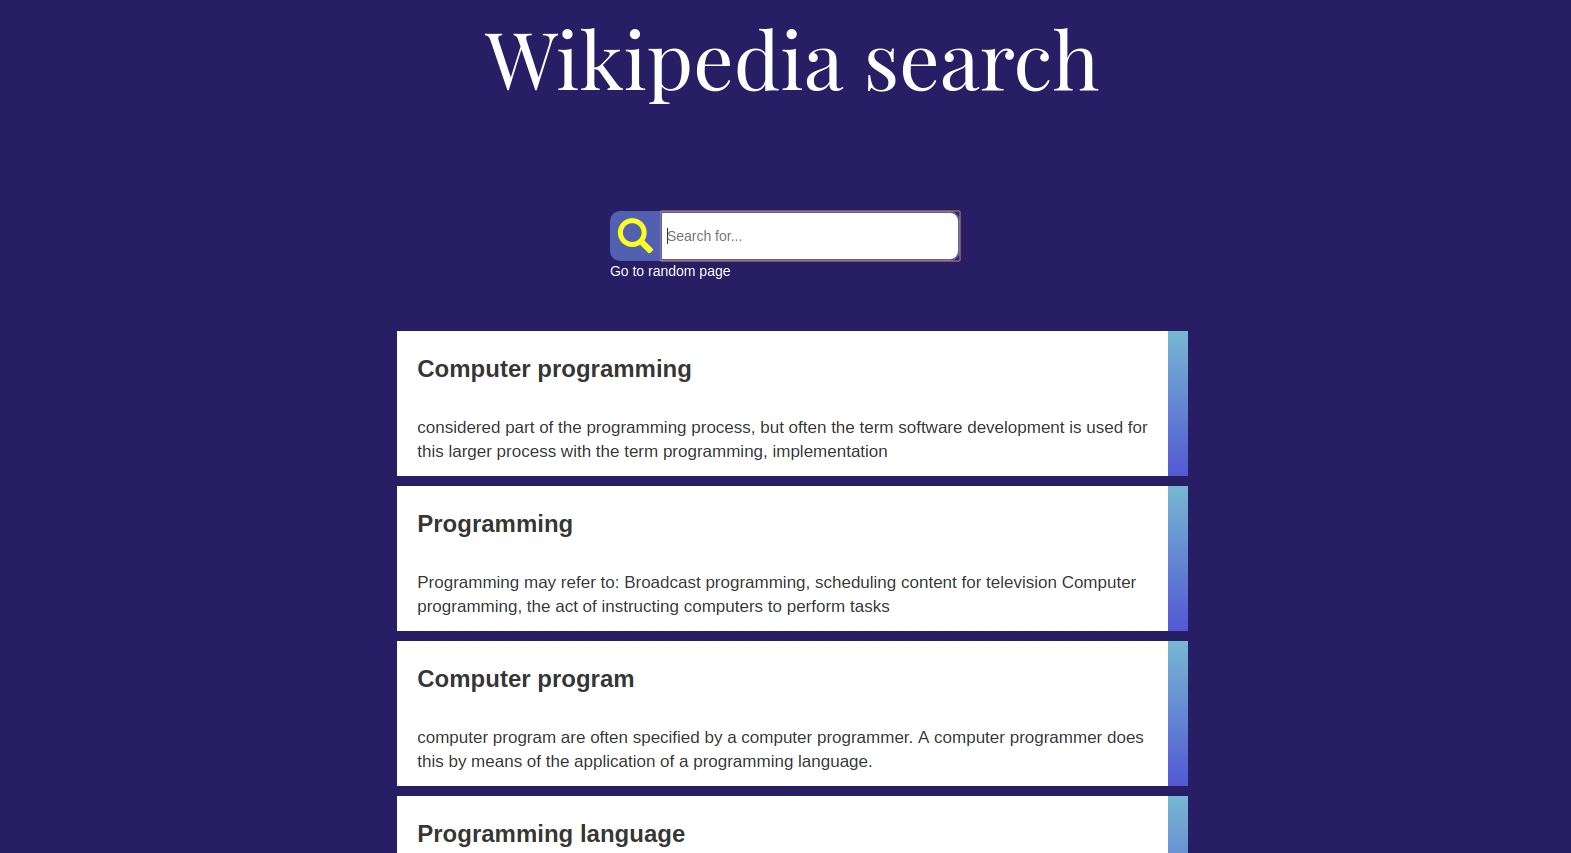 Wikipedia search
Search for...
Go to random page
Computer programming
considered part of the programming process, but often the term software development is used for
this larger process with the term programming, implementation
Programming
Programming may refer to: Broadcast programming, scheduling content for television Computer
programming, the act of instructing computers to perform tasks
Computer program
computer program are often specified by a computer programmer. A computer programmer does
this by means of the application of a programming language.
Programming language